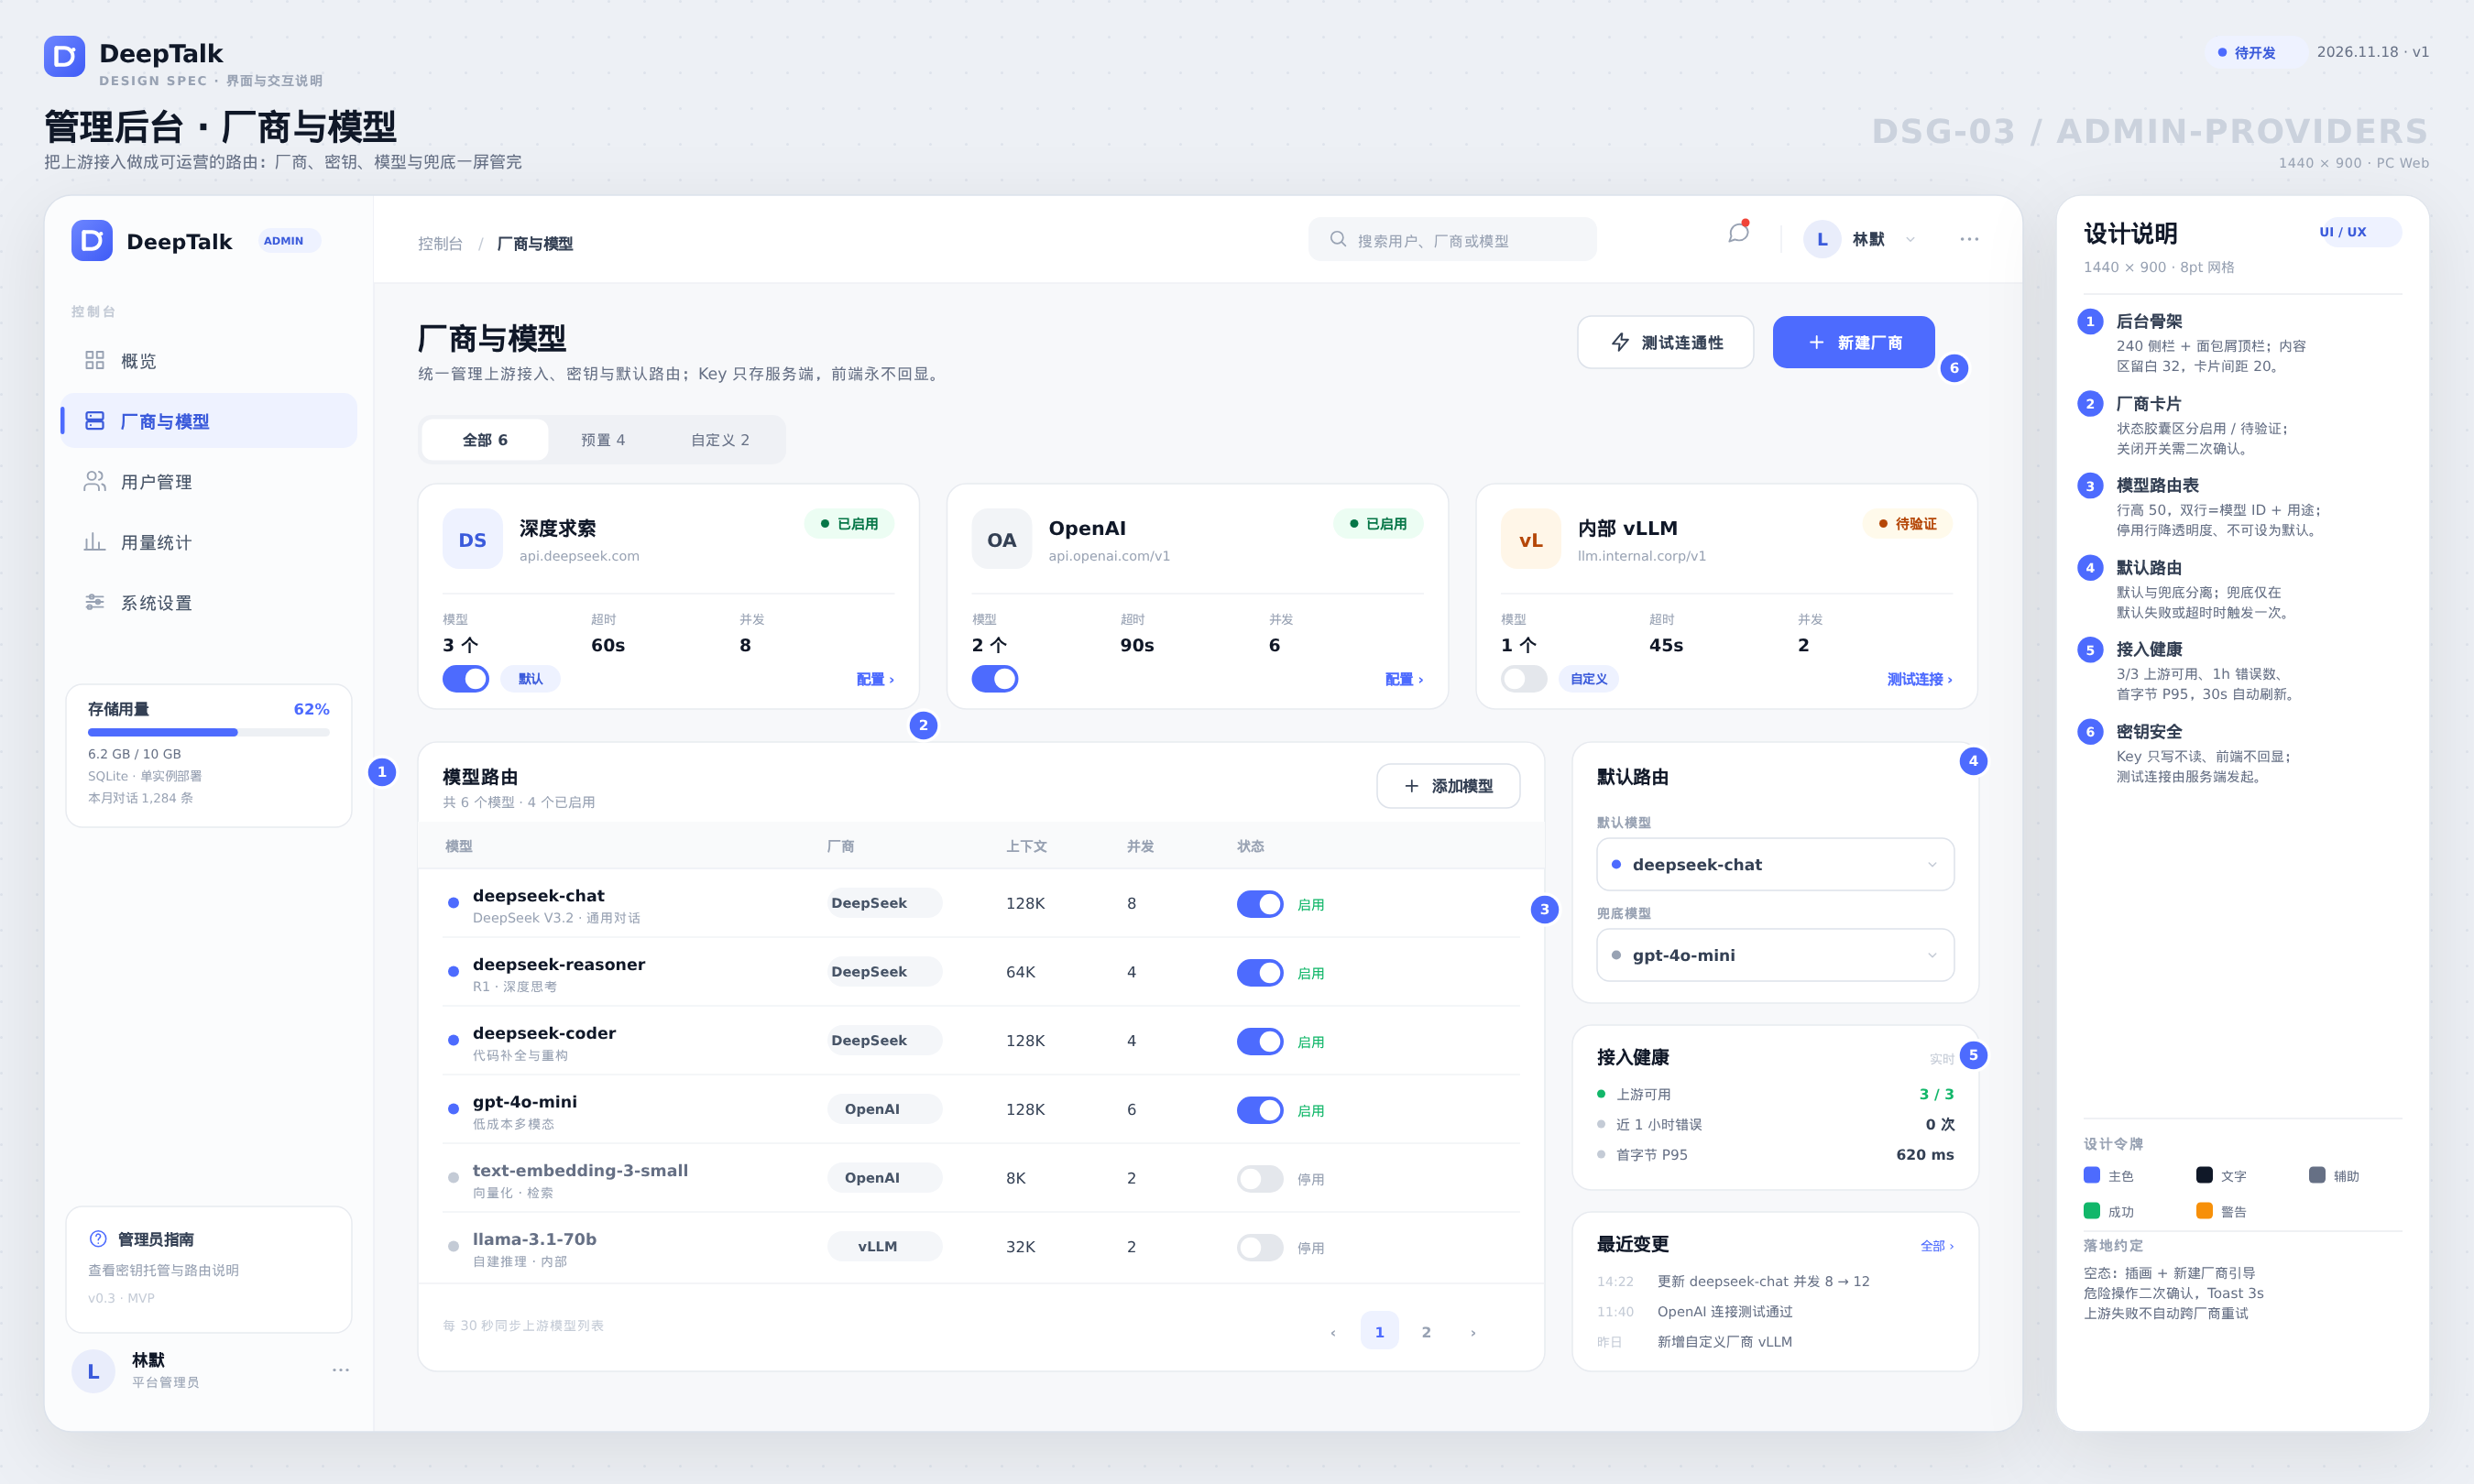 DeepTalk
DESIGN SPEC · 界面与交互说明
待开发
2026.11.18 · v1
管理后台 · 厂商与模型
把上游接入做成可运营的路由：厂商、密钥、模型与兜底一屏管完
DSG-03 / ADMIN-PROVIDERS
1440 × 900 · PC Web
DeepTalk
ADMIN
控制台
概览
厂商与模型
用户管理
用量统计
系统设置
存储用量
62%
6.2 GB / 10 GB
SQLite · 单实例部署
本月对话 1,284 条
1
管理员指南
查看密钥托管与路由说明
v0.3 · MVP
L
林默
平台管理员
控制台 / 厂商与模型
搜索用户、厂商或模型
L
林默
厂商与模型
统一管理上游接入、密钥与默认路由；Key 只存服务端，前端永不回显。
测试连通性
新建厂商
6
全部 6
预置 4
自定义 2
DS
深度求索
api.deepseek.com
已启用
模型
超时
并发
3 个
60s
8
默认
配置 ›
OA
OpenAI
api.openai.com/v1
已启用
模型
超时
并发
2 个
90s
6
配置 ›
vL
内部 vLLM
llm.internal.corp/v1
待验证
模型
超时
并发
1 个
45s
2
自定义
测试连接 ›
2
模型路由
共 6 个模型 · 4 个已启用
添加模型
模型
厂商
上下文
并发
状态
deepseek-chat
DeepSeek V3.2 · 通用对话
DeepSeek
128K
8
启用
3
deepseek-reasoner
R1 · 深度思考
DeepSeek
64K
4
启用
deepseek-coder
代码补全与重构
DeepSeek
128K
4
启用
gpt-4o-mini
低成本多模态
OpenAI
128K
6
启用
text-embedding-3-small
向量化 · 检索
OpenAI
8K
2
停用
llama-3.1-70b
自建推理 · 内部
vLLM
32K
2
停用
每 30 秒同步上游模型列表
‹
1
2
›
默认路由
4
默认模型
deepseek-chat
兜底模型
gpt-4o-mini
接入健康
实时
5
上游可用
3 / 3
近 1 小时错误
0 次
首字节 P95
620 ms
最近变更
全部 ›
14:22 更新 deepseek-chat 并发 8 → 12
11:40 OpenAI 连接测试通过
昨日 新增自定义厂商 vLLM
设计说明
UI / UX
1440 × 900 · 8pt 网格
1
后台骨架
240 侧栏 + 面包屑顶栏；内容
区留白 32，卡片间距 20。
2
厂商卡片
状态胶囊区分启用 / 待验证；
关闭开关需二次确认。
3
模型路由表
行高 50，双行=模型 ID + 用途；
停用行降透明度、不可设为默认。
4
默认路由
默认与兜底分离；兜底仅在
默认失败或超时时触发一次。
5
接入健康
3/3 上游可用、1h 错误数、
首字节 P95，30s 自动刷新。
6
密钥安全
Key 只写不读、前端不回显；
测试连接由服务端发起。
设计令牌
主色
文字
辅助
成功
警告
落地约定
空态：插画 + 新建厂商引导
危险操作二次确认，Toast 3s
上游失败不自动跨厂商重试